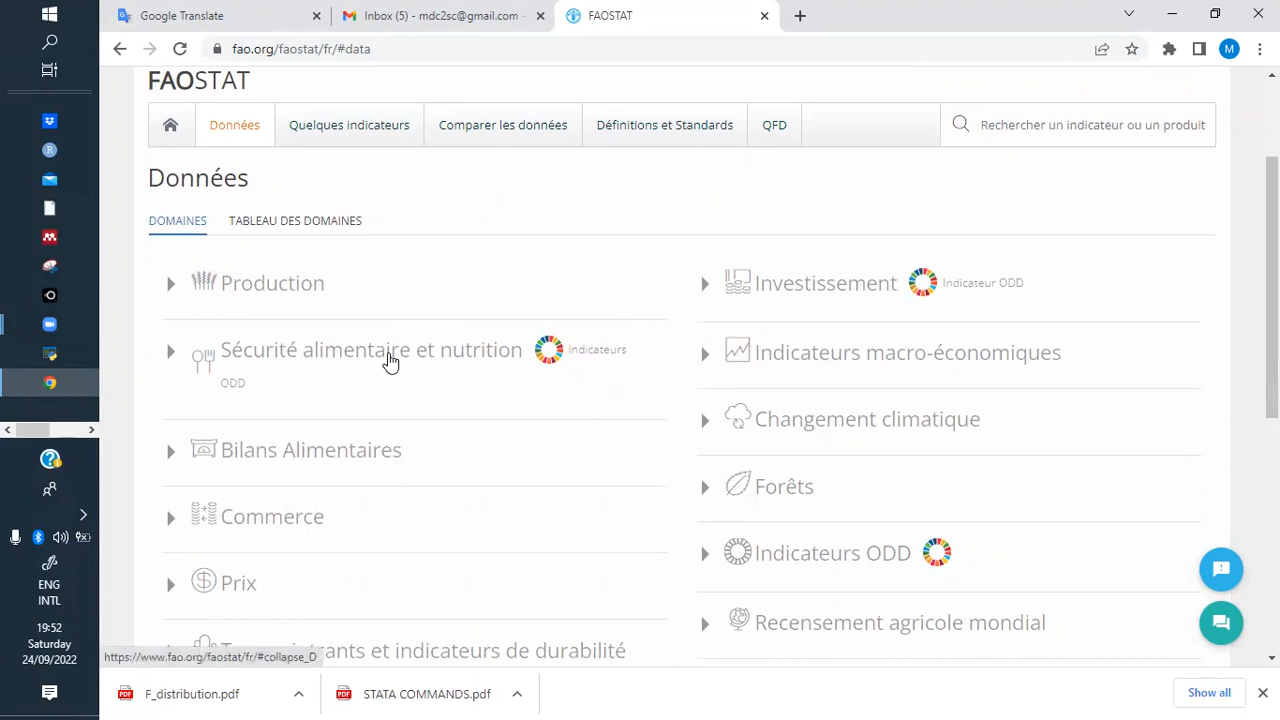 Google Translate
Inbox (5) - mdc2sc@gmail.com -
FAOSTAT
fao.org/faostat/fr/#data
M
FAOSTAT
Données
Quelques indicateurs
Comparer les données
Définitions et Standards
QFD
Rechercher un indicateur ou un produit
Données
DOMAINES
TABLEAU DES DOMAINES
Production
Sécurité alimentaire et nutrition
Indicateurs
ODD
Bilans Alimentaires
Commerce
Prix
Investissement
Indicateur ODD
Indicateurs macro-économiques
Changement climatique
Forêts
Indicateurs ODD
Recensement agricole mondial
et indicateurs de durabilité
https://www.fao.org/faostat/fr/#collapse_D
F_distribution.pdf
STATA COMMANDS.pdf
Show all
ENG
INTL
19:52
Saturday
24/09/2022